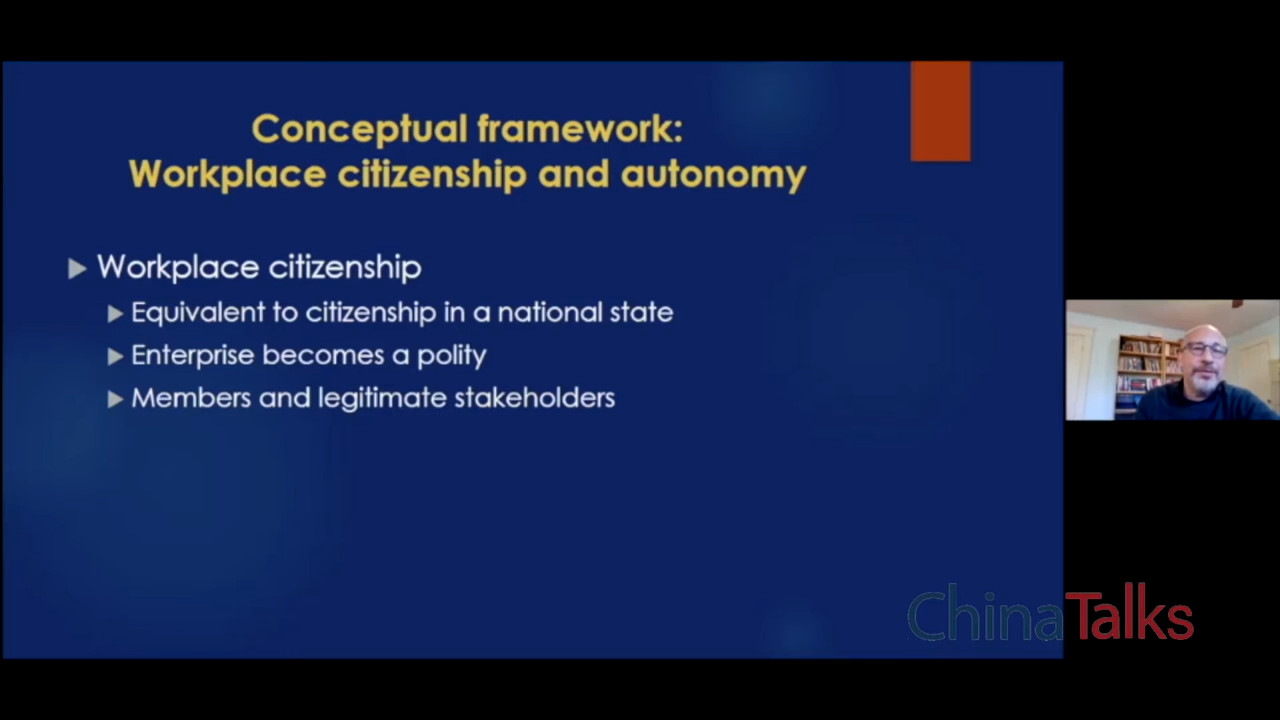 Conceptual framework:
Workplace citizenship and autonomy
Workplace citizenship
Equivalent to citizenship in a national state
Enterprise becomes a polity
Members and legitimate stakeholders
ChinaTalks